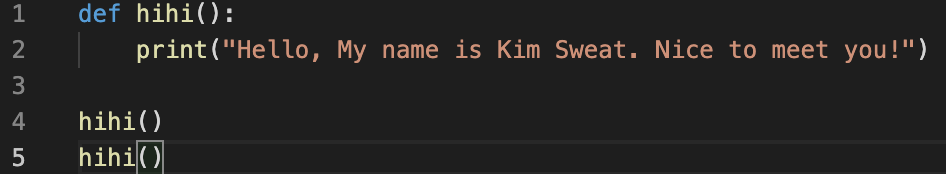 1 def hihi():
2     print("Hello, My name is Kim Sweat. Nice to meet you!")
3
4 hihi()
5 hihi()